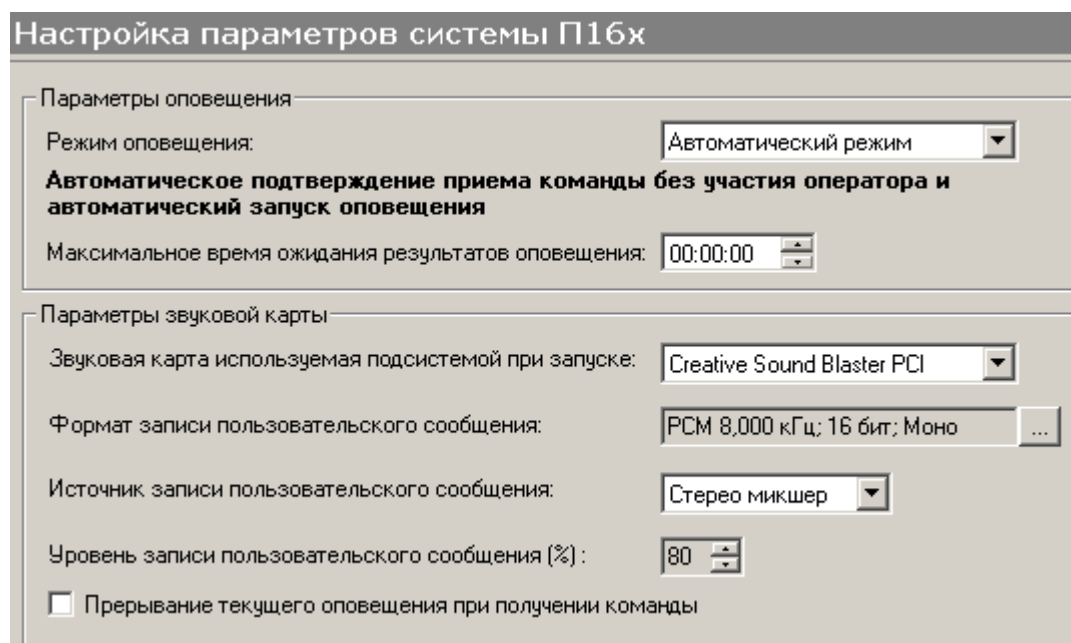 Настройка параметров системы П16х
Параметры оповещения
Режим оповещения: Автоматический режим
Автоматическое подтверждение приема команды без участия оператора и
автоматический запуск оповещения
Максимальное время ожидания результатов оповещения: 00:00:00
Параметры звуковой карты
Звуковая карта используемая подсистемой при запуске: Creative Sound Blaster PCI
Формат записи пользовательского сообщения: PCM 8,000 кГц; 16 бит; Моно ...
Источник записи пользовательского сообщения: Стерео микшер
Уровень записи пользовательского сообщения (%) : 80
Прерывание текущего оповещения при получении команды